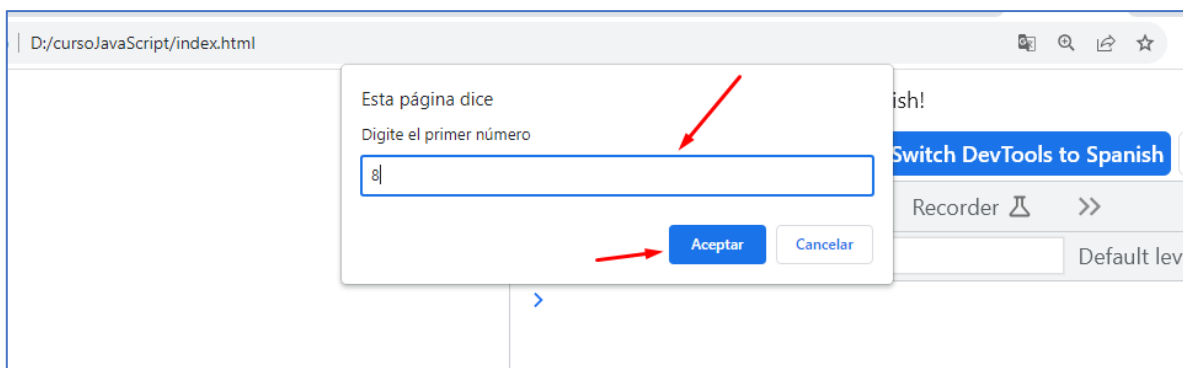 D:/cursoJavaScript/index.html
Esta página dice
ish!
Digite el primer número
Switch DevTools to Spanish
8
Recorder
Aceptar
Cancelar
Default lev